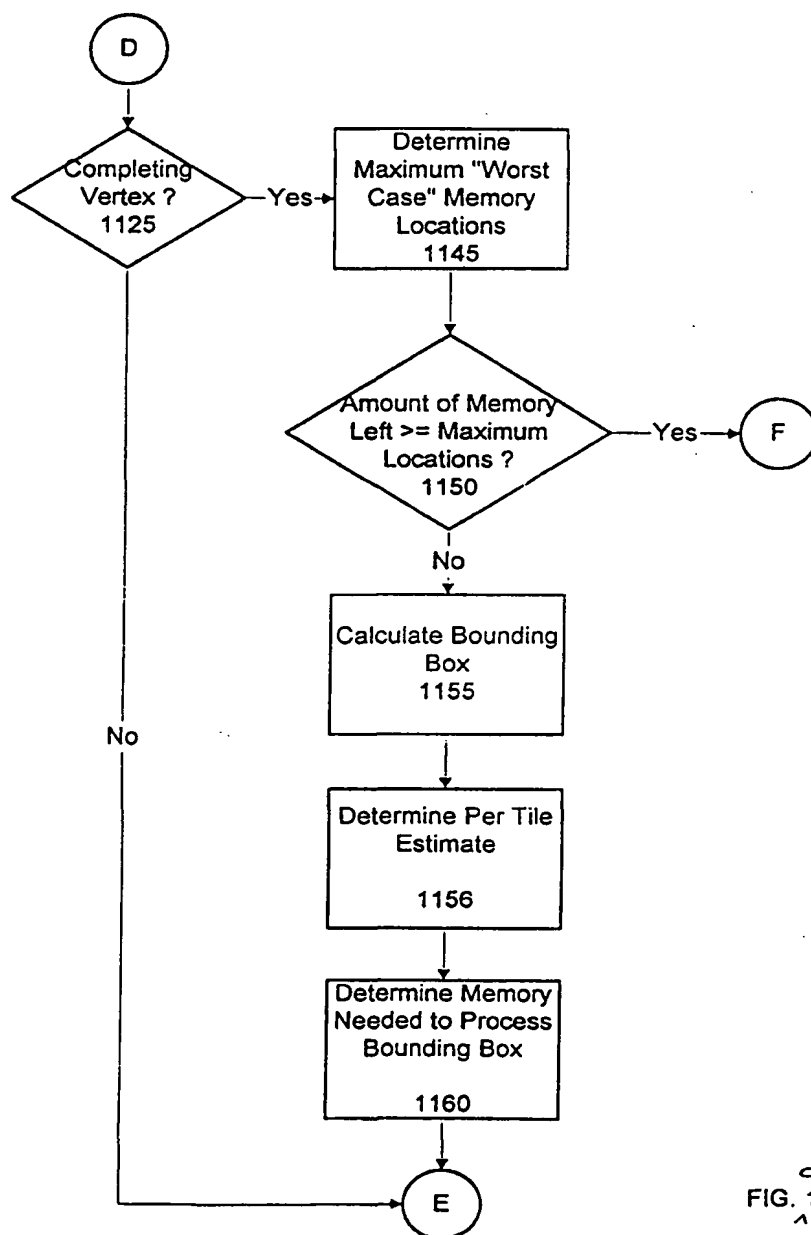 D
Completing
Vertex ?
1125
Yes
Determine
Maximum "Worst
Case" Memory
Locations
1145
Amount of Memory
Left >= Maximum
Locations ?
1150
Yes
F
No
Calculate Bounding
Box
1155
No
Determine Per Tile
Estimate
1156
Determine Memory
Needed to Process
Bounding Box
1160
E
FIG.